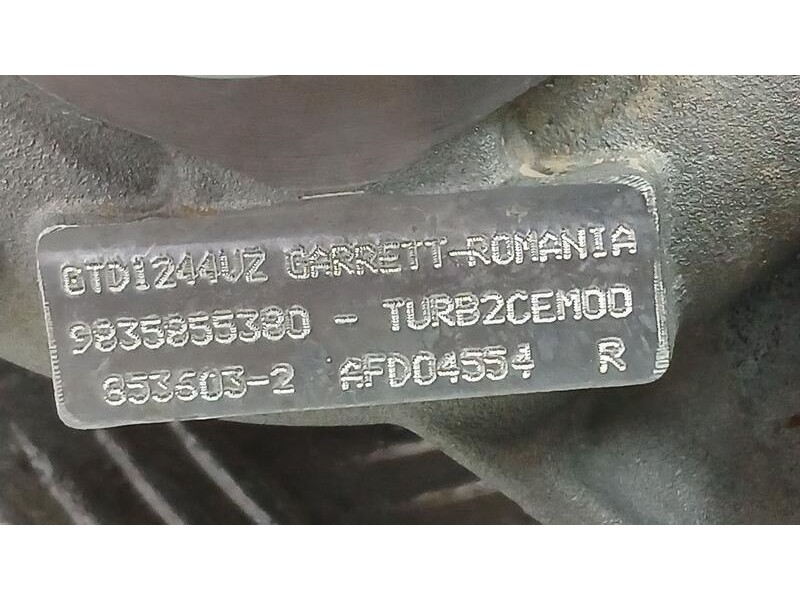 GTD1244VZ GARRETT-ROMANIA
9835855380 - TURB2CEM00
853603-2 AFD04554 R